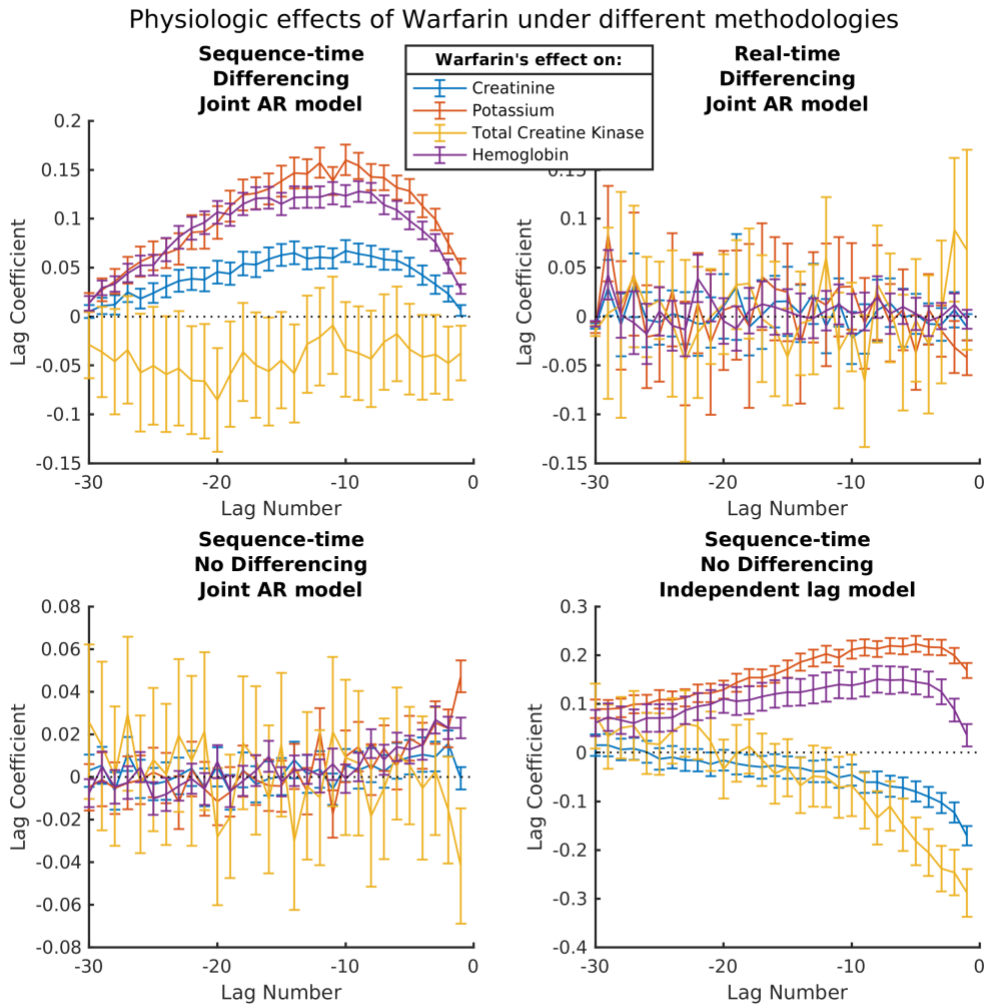 Physiologic effects of Warfarin under different methodologies
Sequence-time
Differencing
Joint AR model
Warfarin's effect on:
Creatinine
Potassium
Total Creatine Kinase
Hemoglobin
Real-time
Differencing
Joint AR model
0.2
0.15
0.1
0.05
0
-0.05
-0.1
-0.15
Lag Coefficient
-30
-20
-10
0
Lag Number
0.15
0.1
0.05
0
-0.05
-0.1
-0.15
Lag Coefficient
-30
-20
-10
0
Lag Number
Sequence-time
No Differencing
Joint AR model
0.08
0.06
0.04
0.02
0
-0.02
-0.04
-0.06
-0.08
Lag Coefficient
-30
-20
-10
0
Lag Number
Sequence-time
No Differencing
Independent lag model
0.3
0.2
0.1
0
-0.1
-0.2
-0.3
-0.4
Lag Coefficient
-30
-20
-10
0
Lag Number